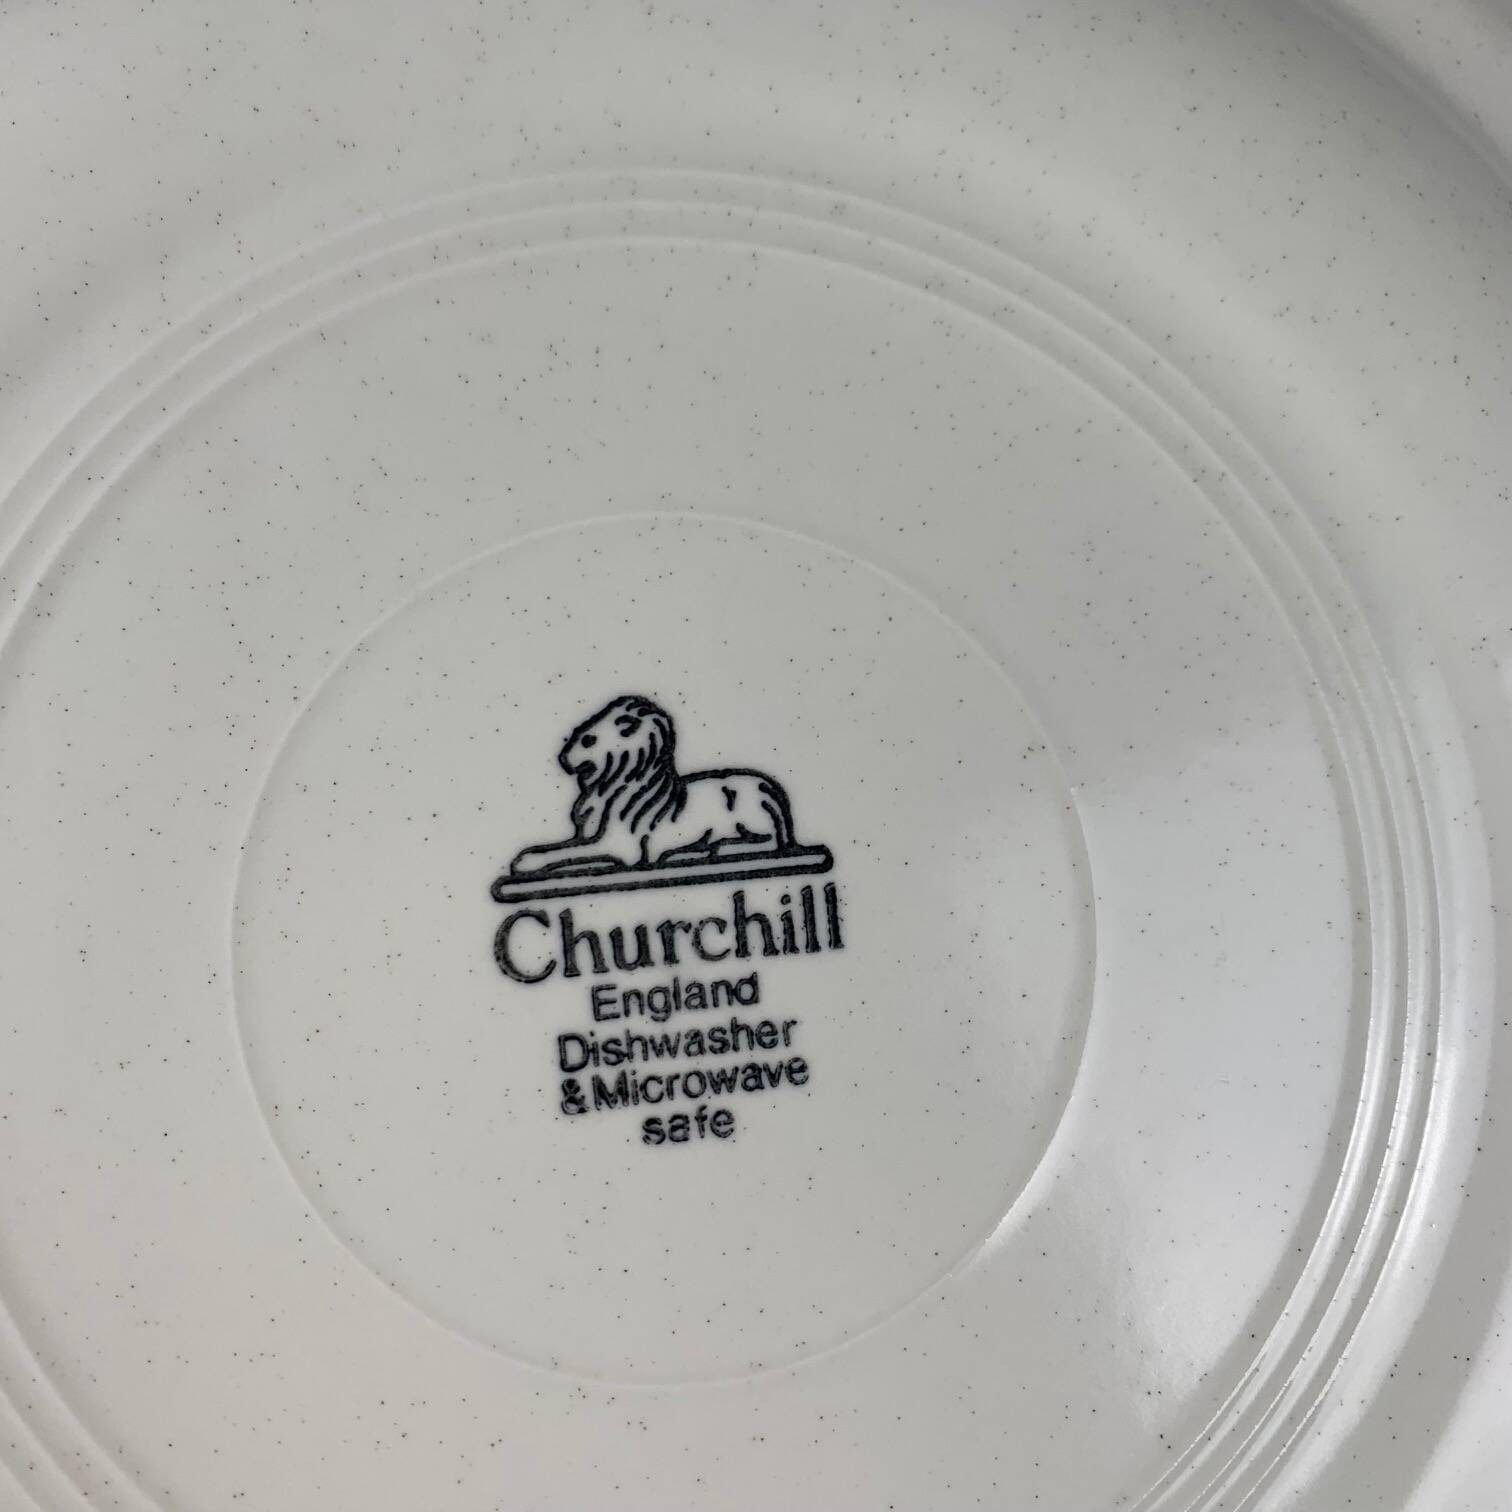 Churchill
England
Dishwasher
&Microwave
safe